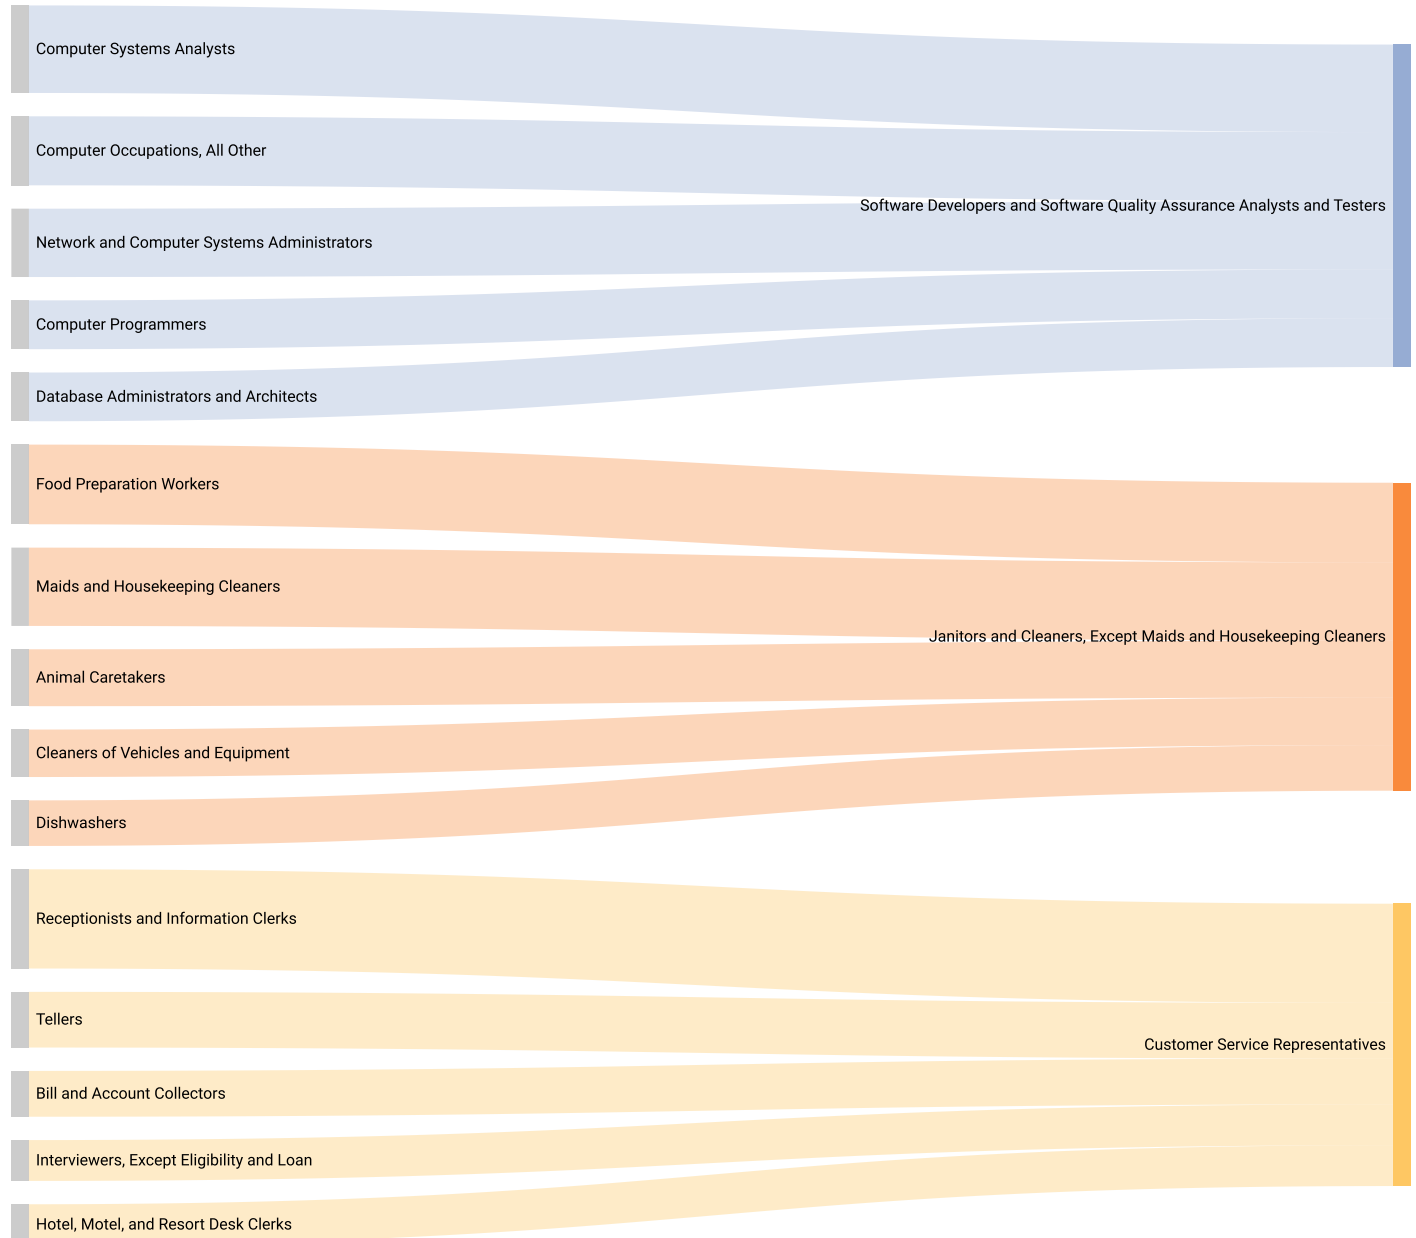 Computer Systems Analysts
Computer Occupations, All Other
Software Developers and Software Quality Assurance Analysts and Testers
Network and Computer Systems Administrators
Computer Programmers
Database Administrators and Architects
Food Preparation Workers
Maids and Housekeeping Cleaners
Janitors and Cleaners, Except Maids and Housekeeping Cleaners
Animal Caretakers
Cleaners of Vehicles and Equipment
Dishwashers
Receptionists and Information Clerks
Tellers
Customer Service Representatives
Bill and Account Collectors
Interviewers, Except Eligibility and Loan
Hotel, Motel, and Resort Desk Clerks